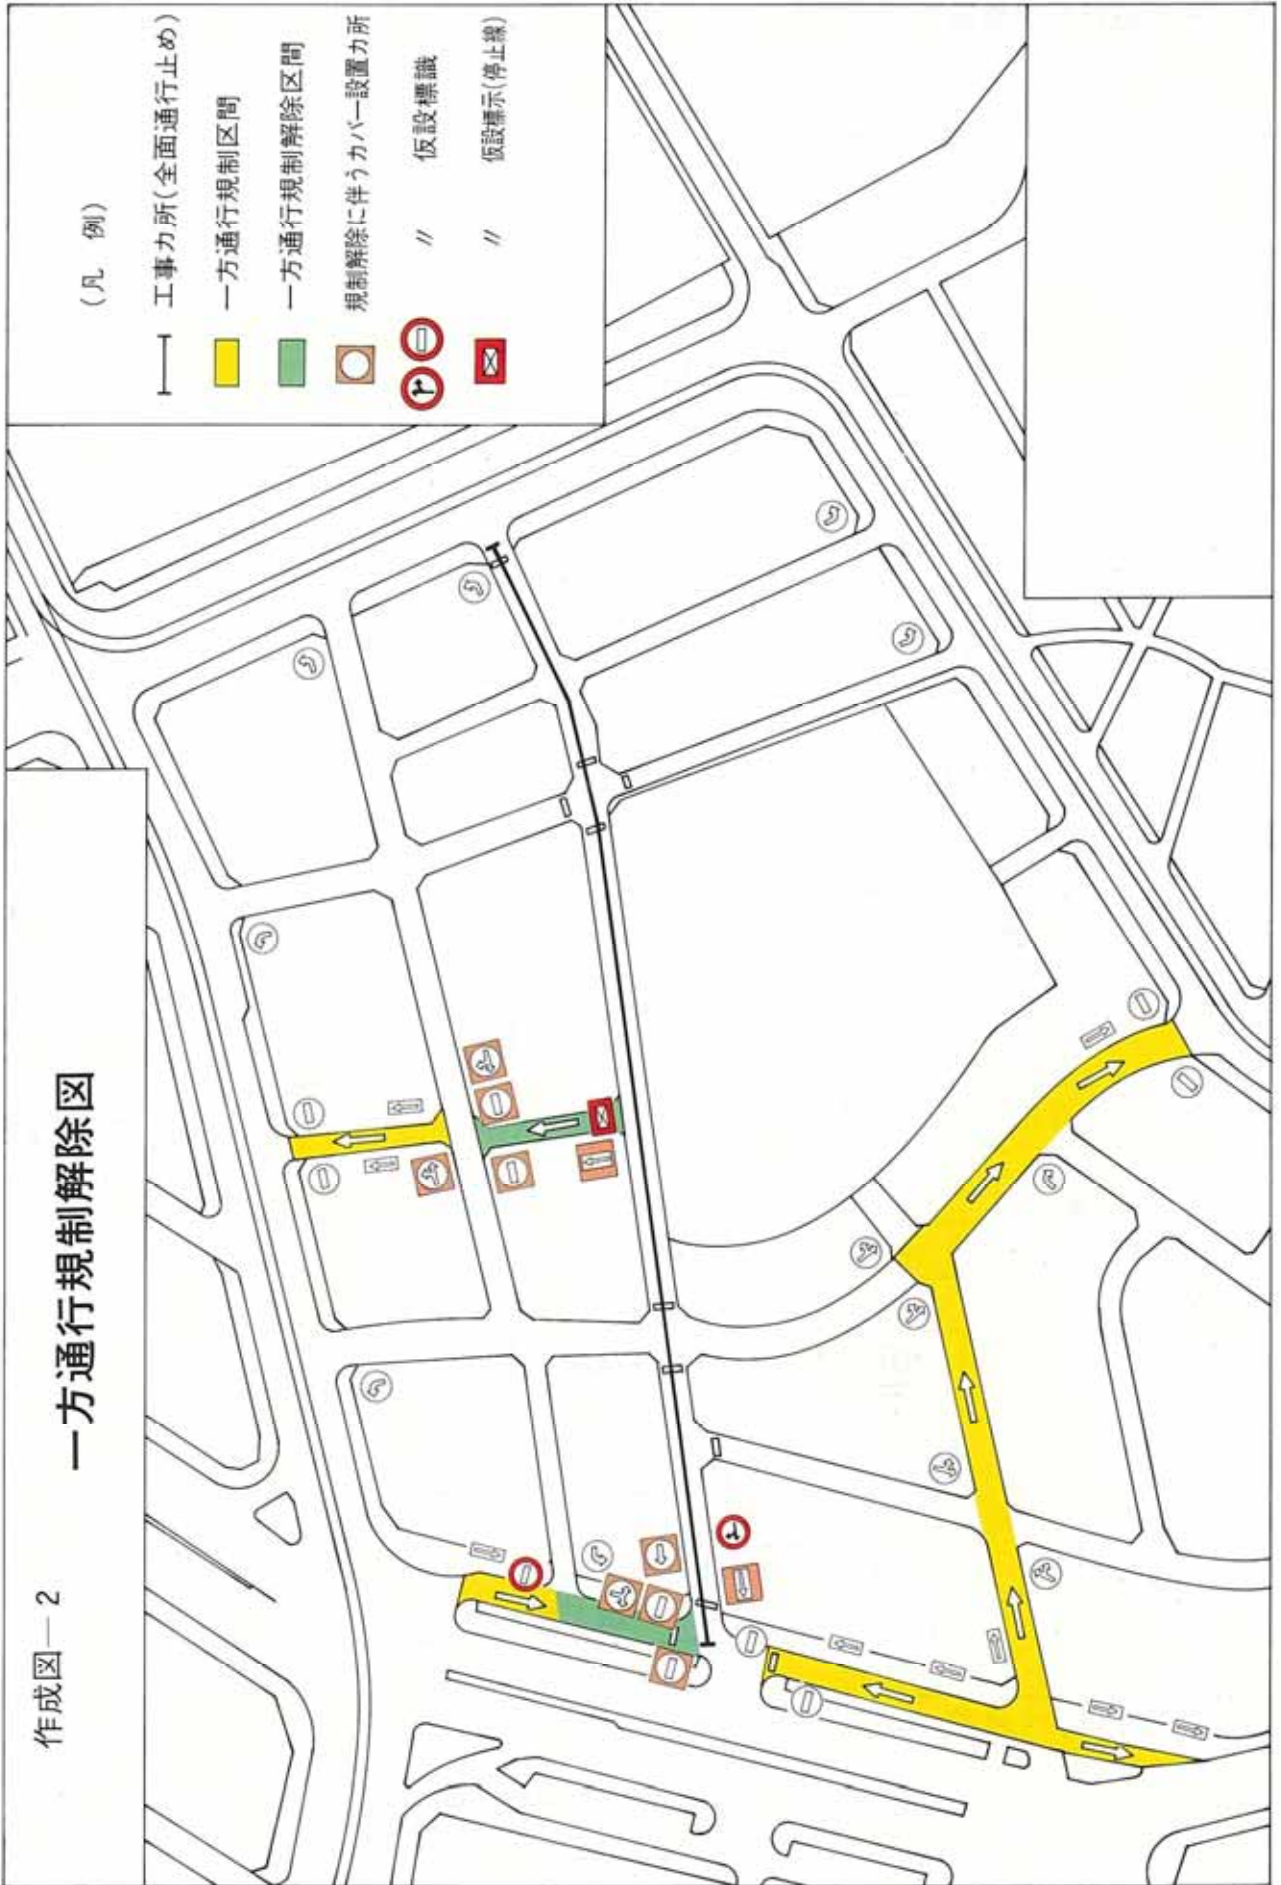 作成図―2
一方通行規制解除図
(凡 例)
工事カ所(全面通行止め)
一方通行規制区間
一方通行規制解除区間
規制解除に伴うカバー設置カ所
〃 仮設標識
〃 仮設標示(停止線)